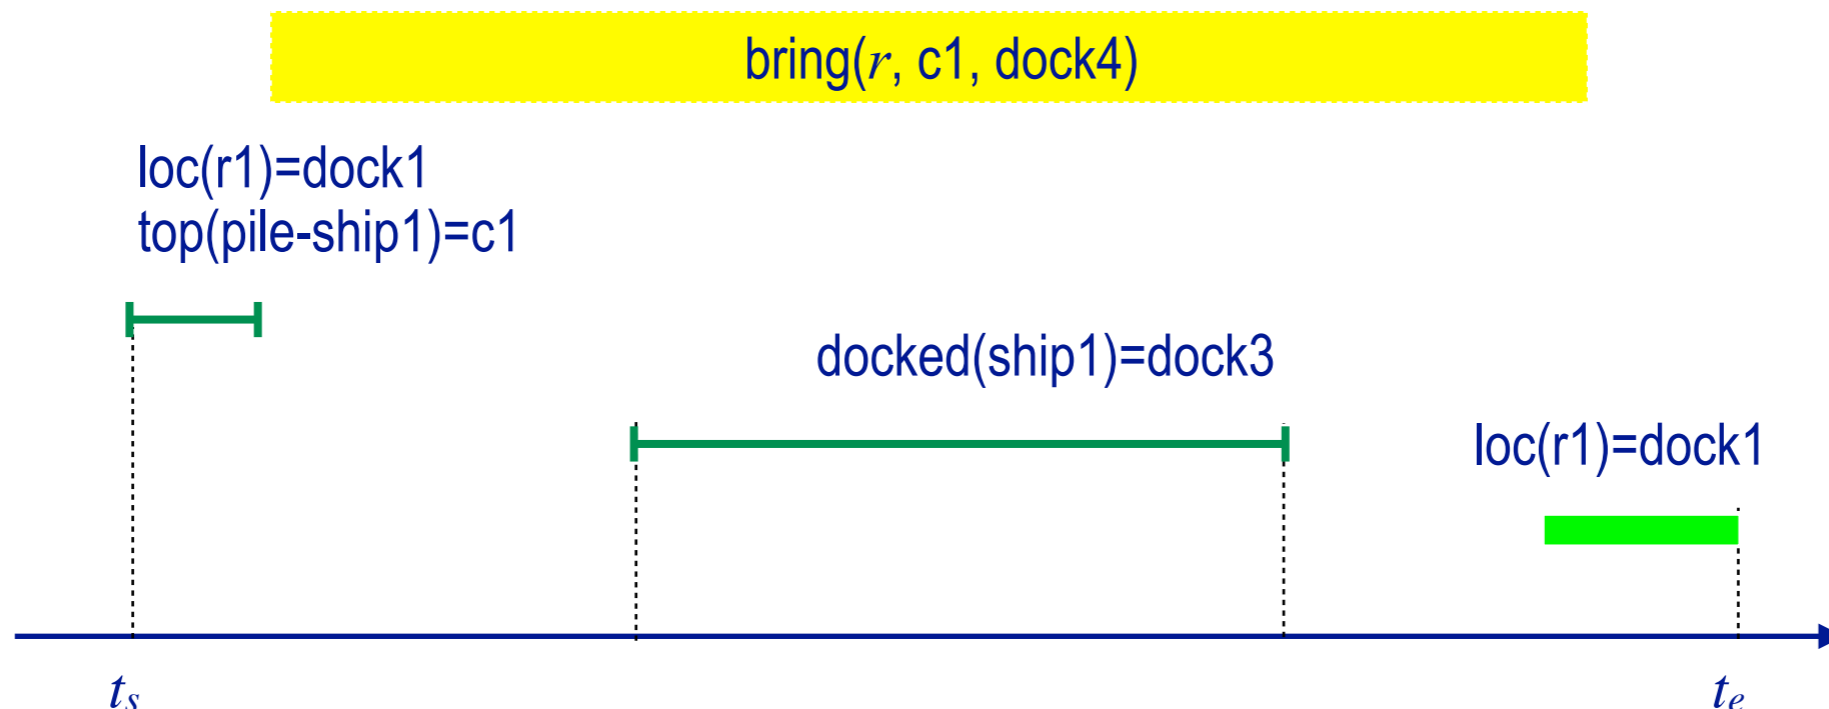 bring(r, c1, dock4)
loc(r1)=dock1
top(pile-ship1)=c1
docked(ship1)=dock3
loc(r1)=dock1
ts
te